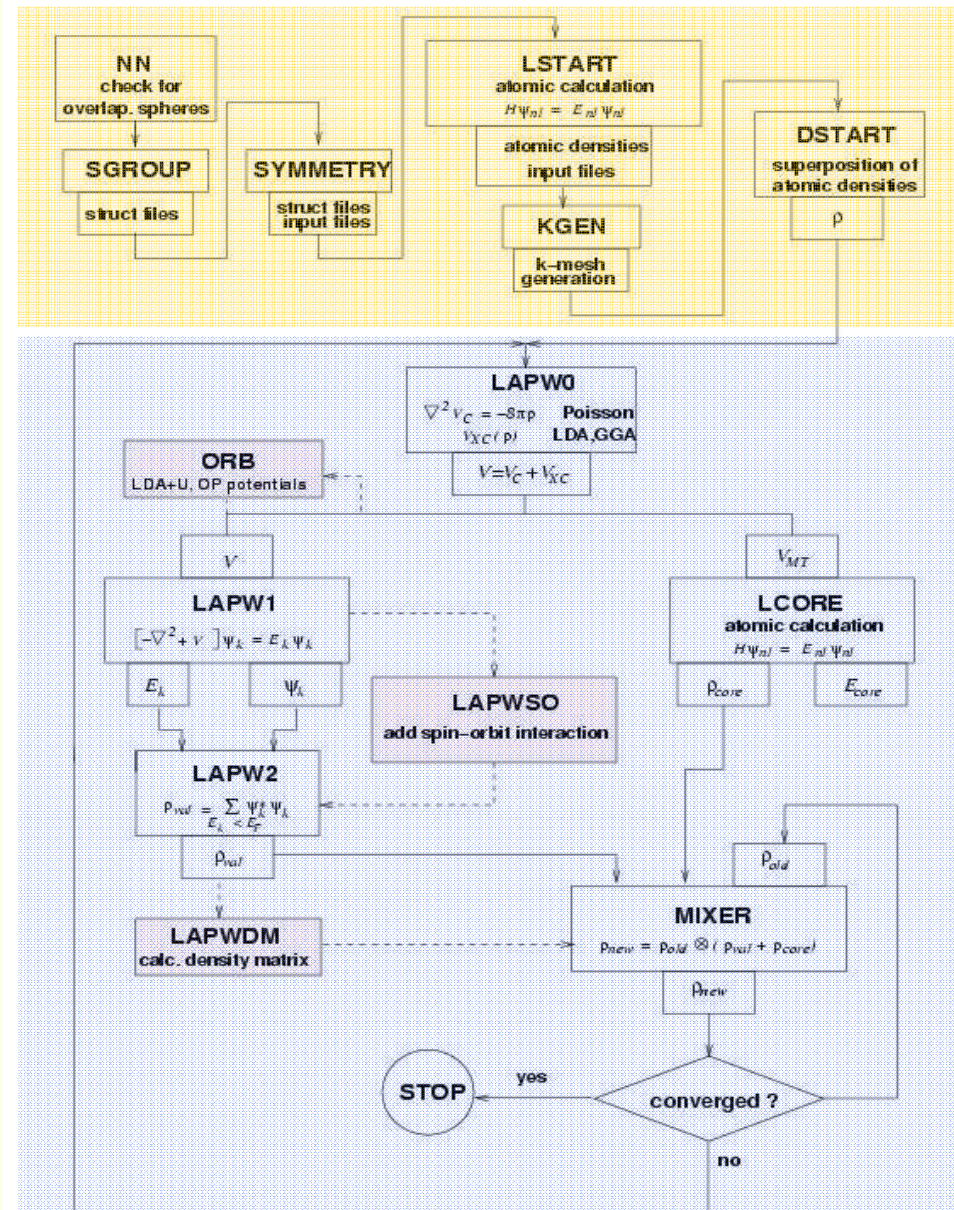 NN
check for
overlap. spheres
SGROUP
struct files
SYMMETRY
struct files
input files
LSTART
atomic calculation
Hψnl = Enl ψnl
atomic densities
input files
KGEN
k-mesh
generation
DSTART
superposition of
atomic densities
ρ
LAPW0
∇²VC = -8πρ Poisson
VXC(ρ) LDA,GGA
V=VC+VXC
ORB
LDA+U, OP potentials
V
VMT
LAPW1
[-∇²+V]ψk = Ek ψk
Ek
ψk
LCORE
atomic calculation
Hψnl = Enl ψnl
ρcore
Ecore
LAPWSO
add spin-orbit interaction
LAPW2
ρval = Σ ψk* ψk
Ek < EF
ρval
ρold
LAPWDM
calc. density matrix
MIXER
ρnew = ρold ⊗ (ρval + ρcore)
ρnew
STOP
yes
converged ?
no